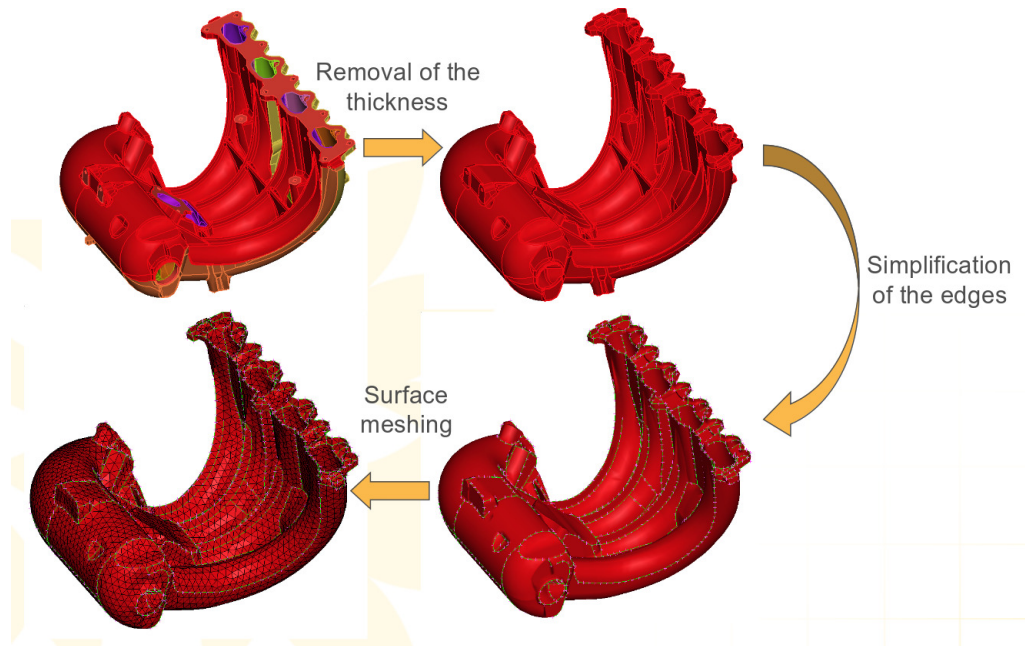 Removal of the
thickness
Simplification
of the edges
Surface
meshing